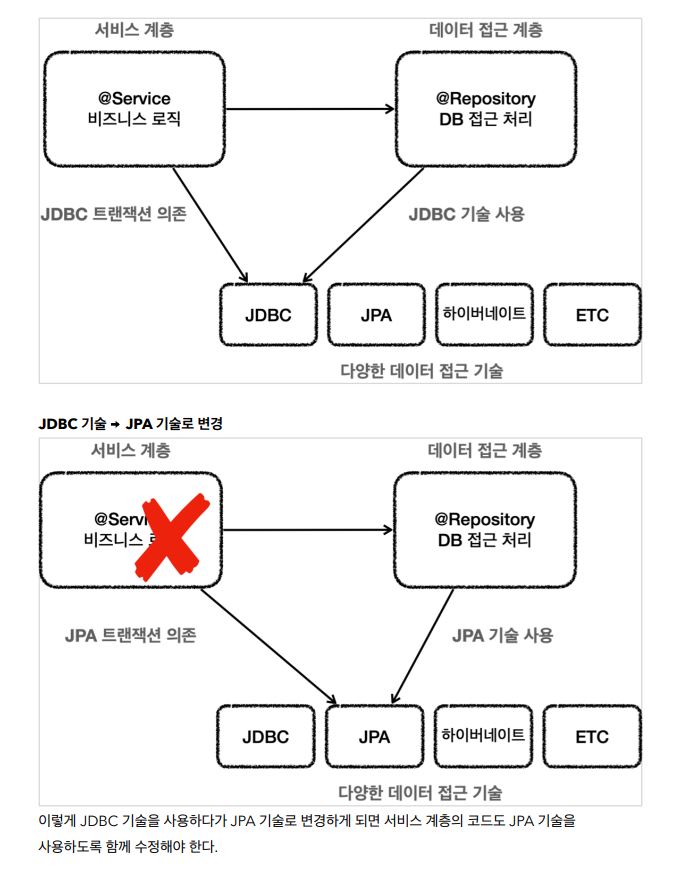 서비스 계층
데이터 접근 계층
@Service
비즈니스 로직
@Repository
DB 접근 처리
JDBC 트랜잭션 의존
JDBC 기술 사용
JDBC
JPA
하이버네이트
ETC
다양한 데이터 접근 기술
JDBC 기술 → JPA 기술로 변경
서비스 계층
데이터 접근 계층
@Servi
비즈니스
@Repository
DB 접근 처리
JPA 트랜잭션 의존
JPA 기술 사용
JDBC
JPA
하이버네이트
ETC
다양한 데이터 접근 기술
이렇게 JDBC 기술을 사용하다가 JPA 기술로 변경하게 되면 서비스 계층의 코드도 JPA 기술을
사용하도록 함께 수정해야 한다.